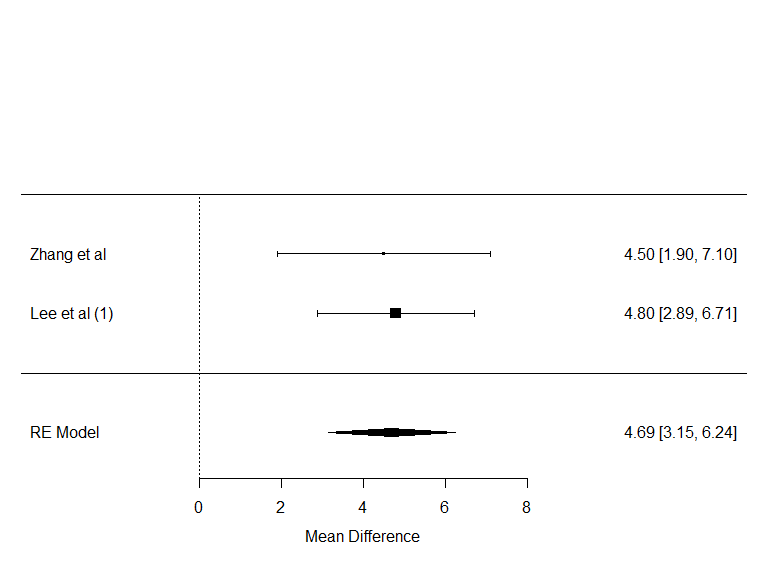 Zhang et al 4.50 [1.90, 7.10]
Lee et al (1) 4.80 [2.89, 6.71]
RE Model 4.69 [3.15, 6.24]
0 2 4 6 8
Mean Difference